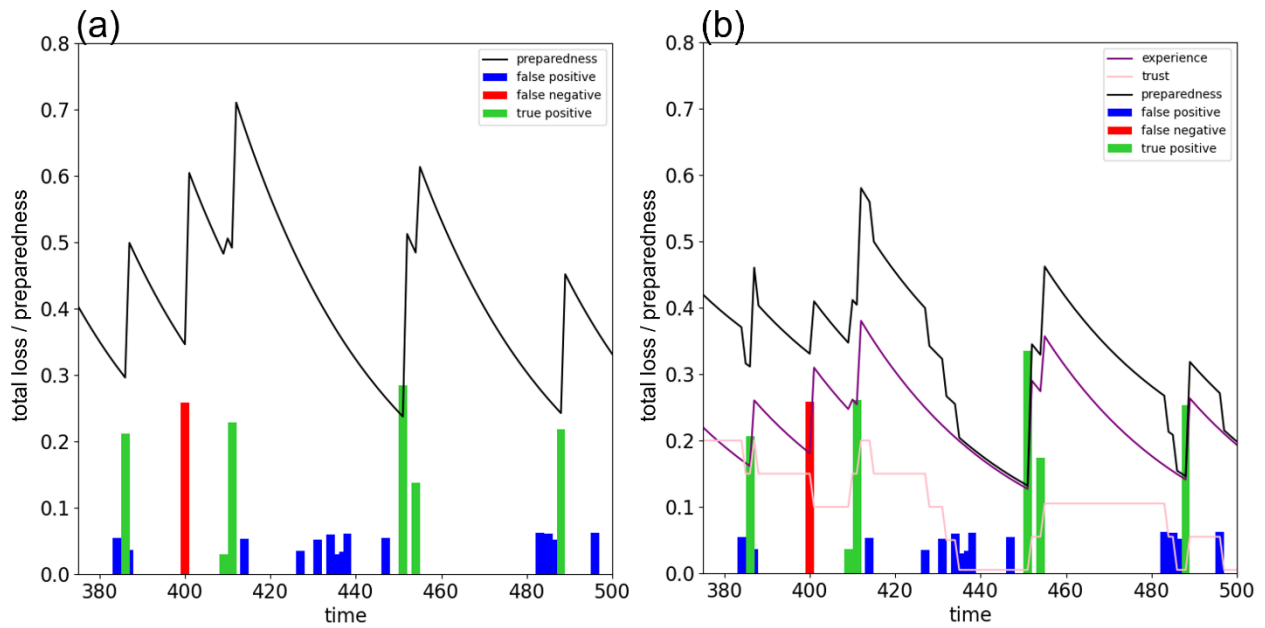 (a)
0.8
0.7
0.6
0.5
0.4
0.3
0.2
0.1
0.0
total loss / preparedness
preparedness
false positive
false negative
true positive
380 400 420 440 460 480 500
time
(b)
0.8
0.7
0.6
0.5
0.4
0.3
0.2
0.1
0.0
total loss / preparedness
experience
trust
preparedness
false positive
false negative
true positive
380 400 420 440 460 480 500
time